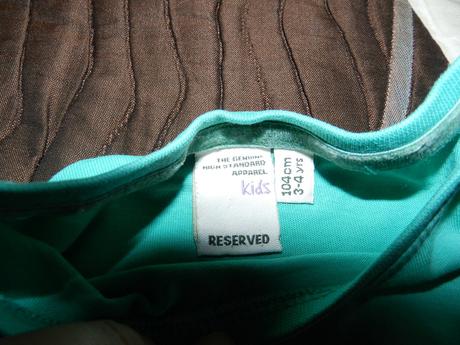 THE GENUINE
HIGH STANDARD
APPAREL
kids
RESERVED
104cm
3-4 yrs